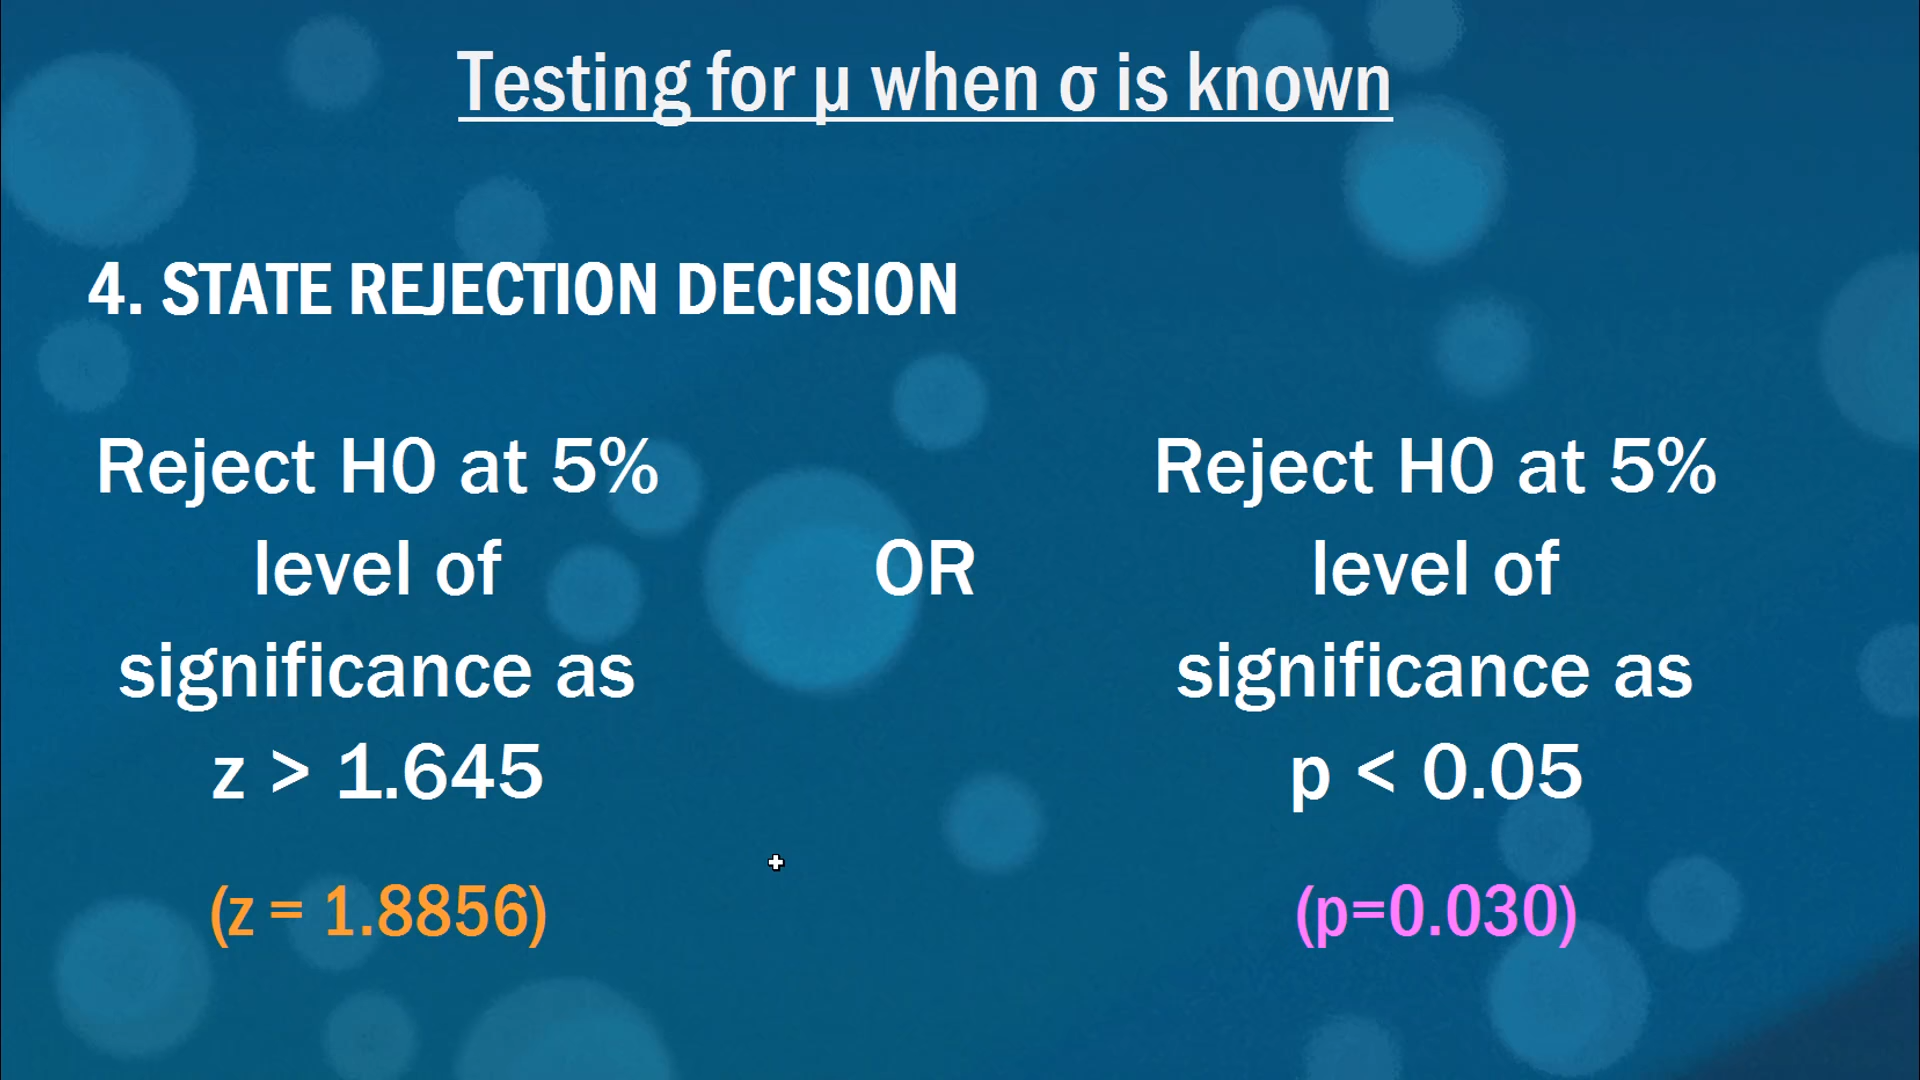 Testing for μ when σ is known
4. STATE REJECTION DECISION
Reject H0 at 5%
level of
significance as
z > 1.645
(z = 1.8856)
OR
Reject H0 at 5%
level of
significance as
p < 0.05
(p=0.030)